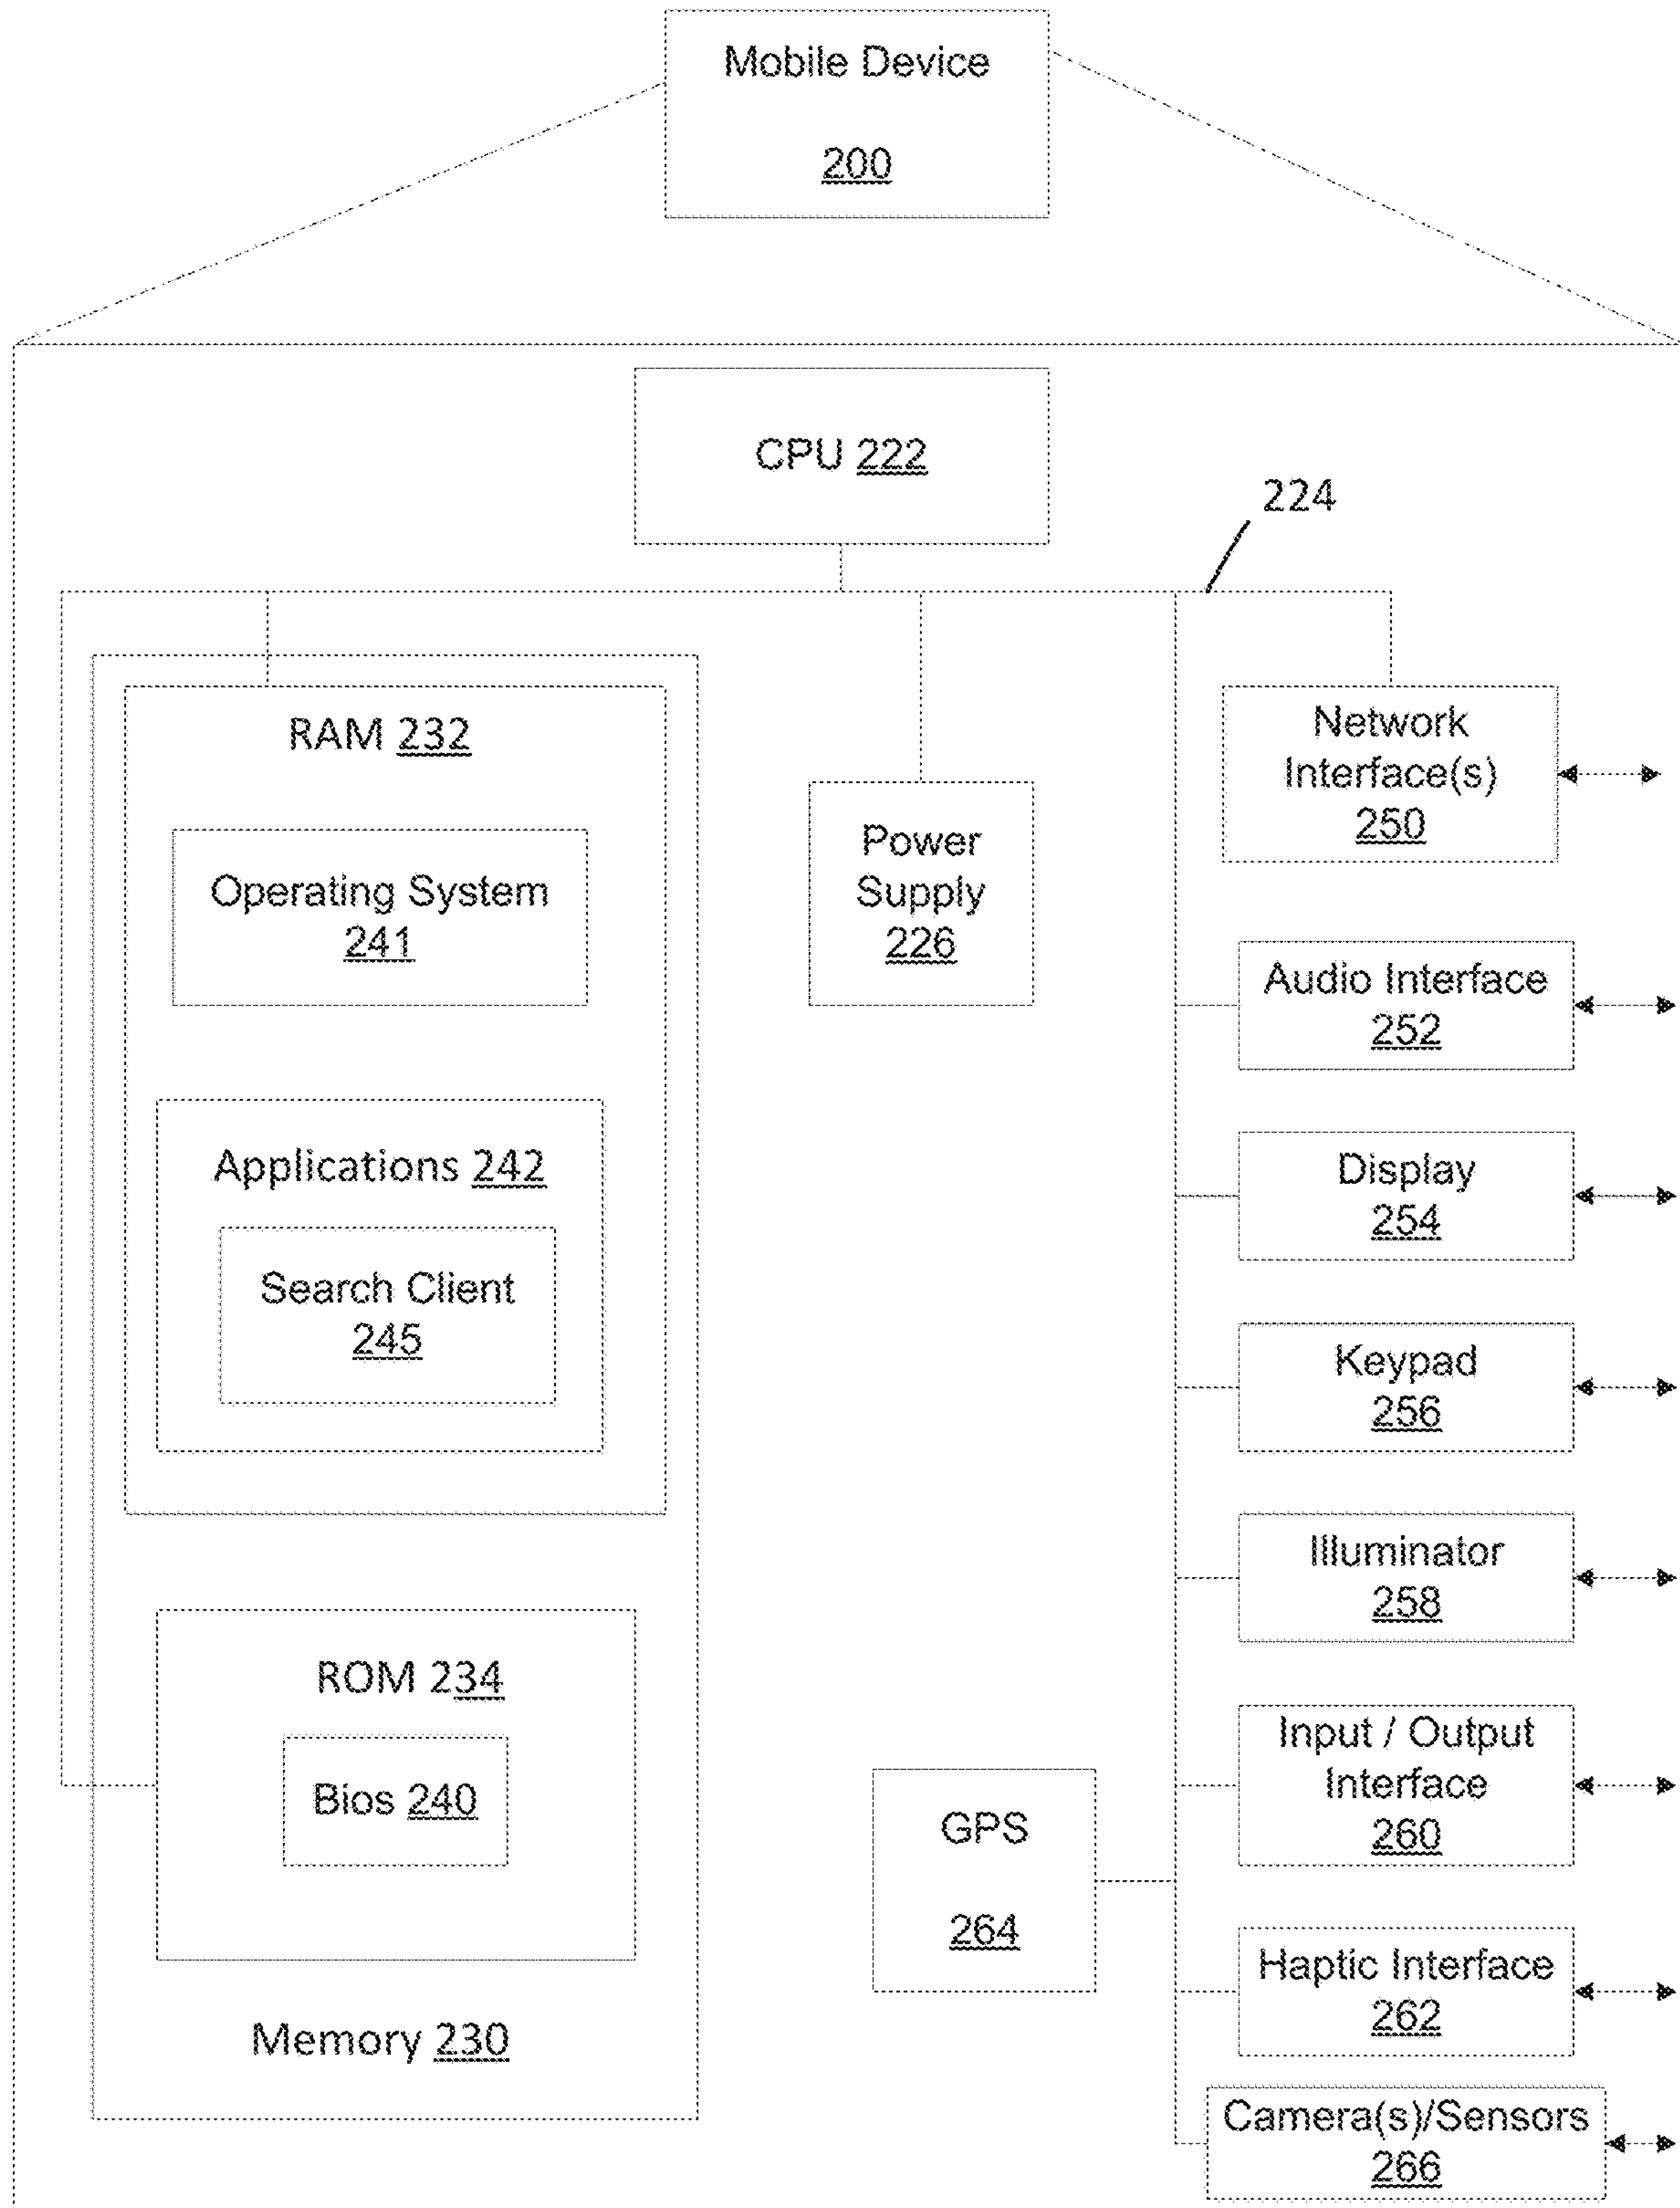 Mobile Device
200
CPU 222
224
RAM 232
Operating System
241
Applications 242
Search Client
245
ROM 234
Bios 240
Memory 230
Power
Supply
226
GPS
264
Network
Interface(s)
250
Audio Interface
252
Display
254
Keypad
256
Illuminator
258
Input / Output
Interface
260
Haptic Interface
262
Camera(s)/Sensors
266